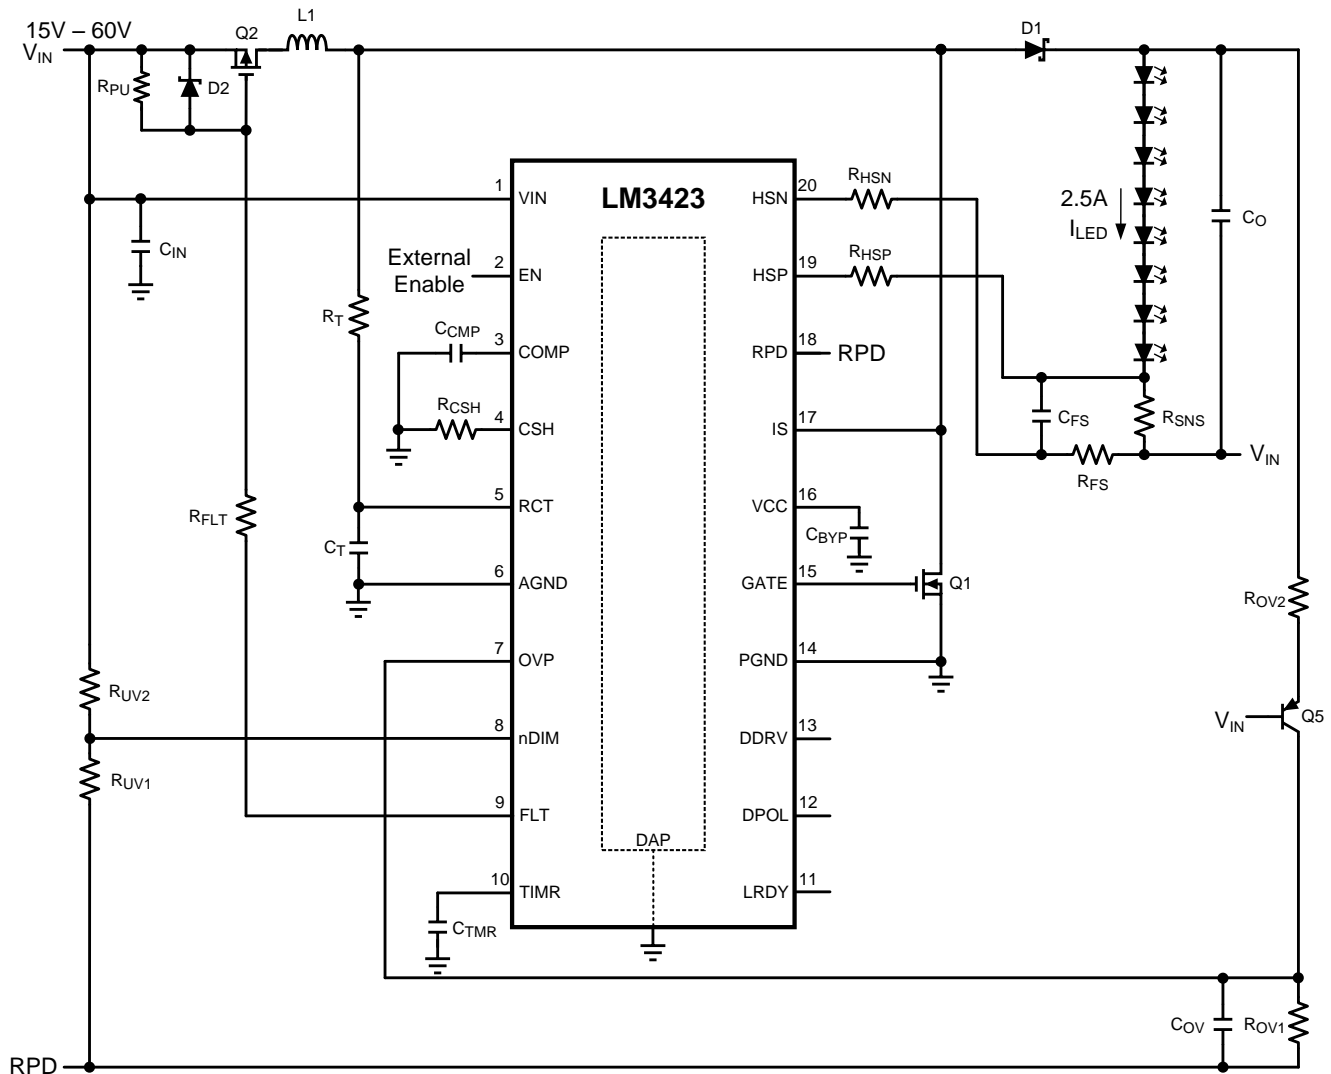 15V – 60V
VIN
Q2
L1
D1
RPU
D2
LM3423
1
VIN
20
HSN
RHSN
2.5A
ILED
CO
CIN
External
Enable
2
EN
19
HSP
RHSP
RT
CCMP
3
COMP
18
RPD
RPD
RCSH
4
CSH
17
IS
CFS
RSNS
VIN
RFS
RFLT
5
RCT
16
VCC
CBYP
CT
6
AGND
15
GATE
Q1
ROV2
7
OVP
14
PGND
RUV2
8
nDIM
13
DDRV
VIN
Q5
RUV1
9
FLT
12
DPOL
DAP
10
TIMR
11
LRDY
CTMR
COV
ROV1
RPD